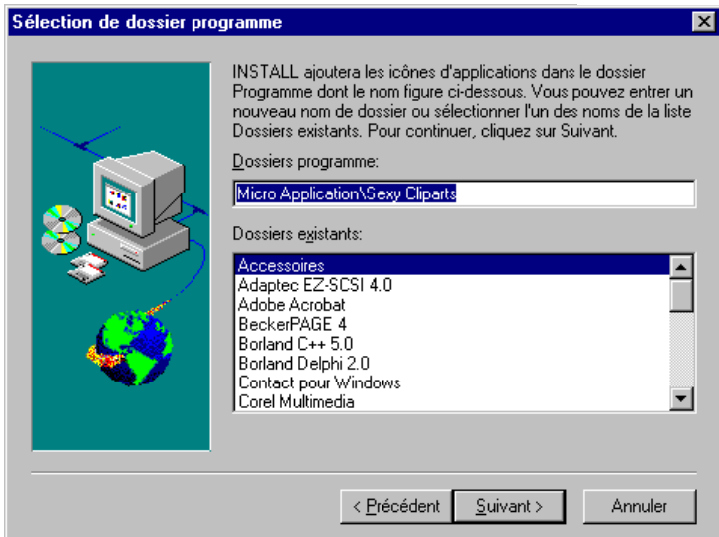 Sélection de dossier programme
INSTALL ajoutera les icônes d'applications dans le dossier
Programme dont le nom figure ci-dessous. Vous pouvez entrer un
nouveau nom de dossier ou sélectionner l'un des noms de la liste
Dossiers existants. Pour continuer, cliquez sur Suivant.
Dossiers programme:
Micro Application\Sexy Cliparts
Dossiers existants:
Accessoires
Adaptec EZ-SCSI 4.0
Adobe Acrobat
BeckerPAGE 4
Borland C++ 5.0
Borland Delphi 2.0
Contact pour Windows
Corel Multimedia
< Précédent
Suivant >
Annuler